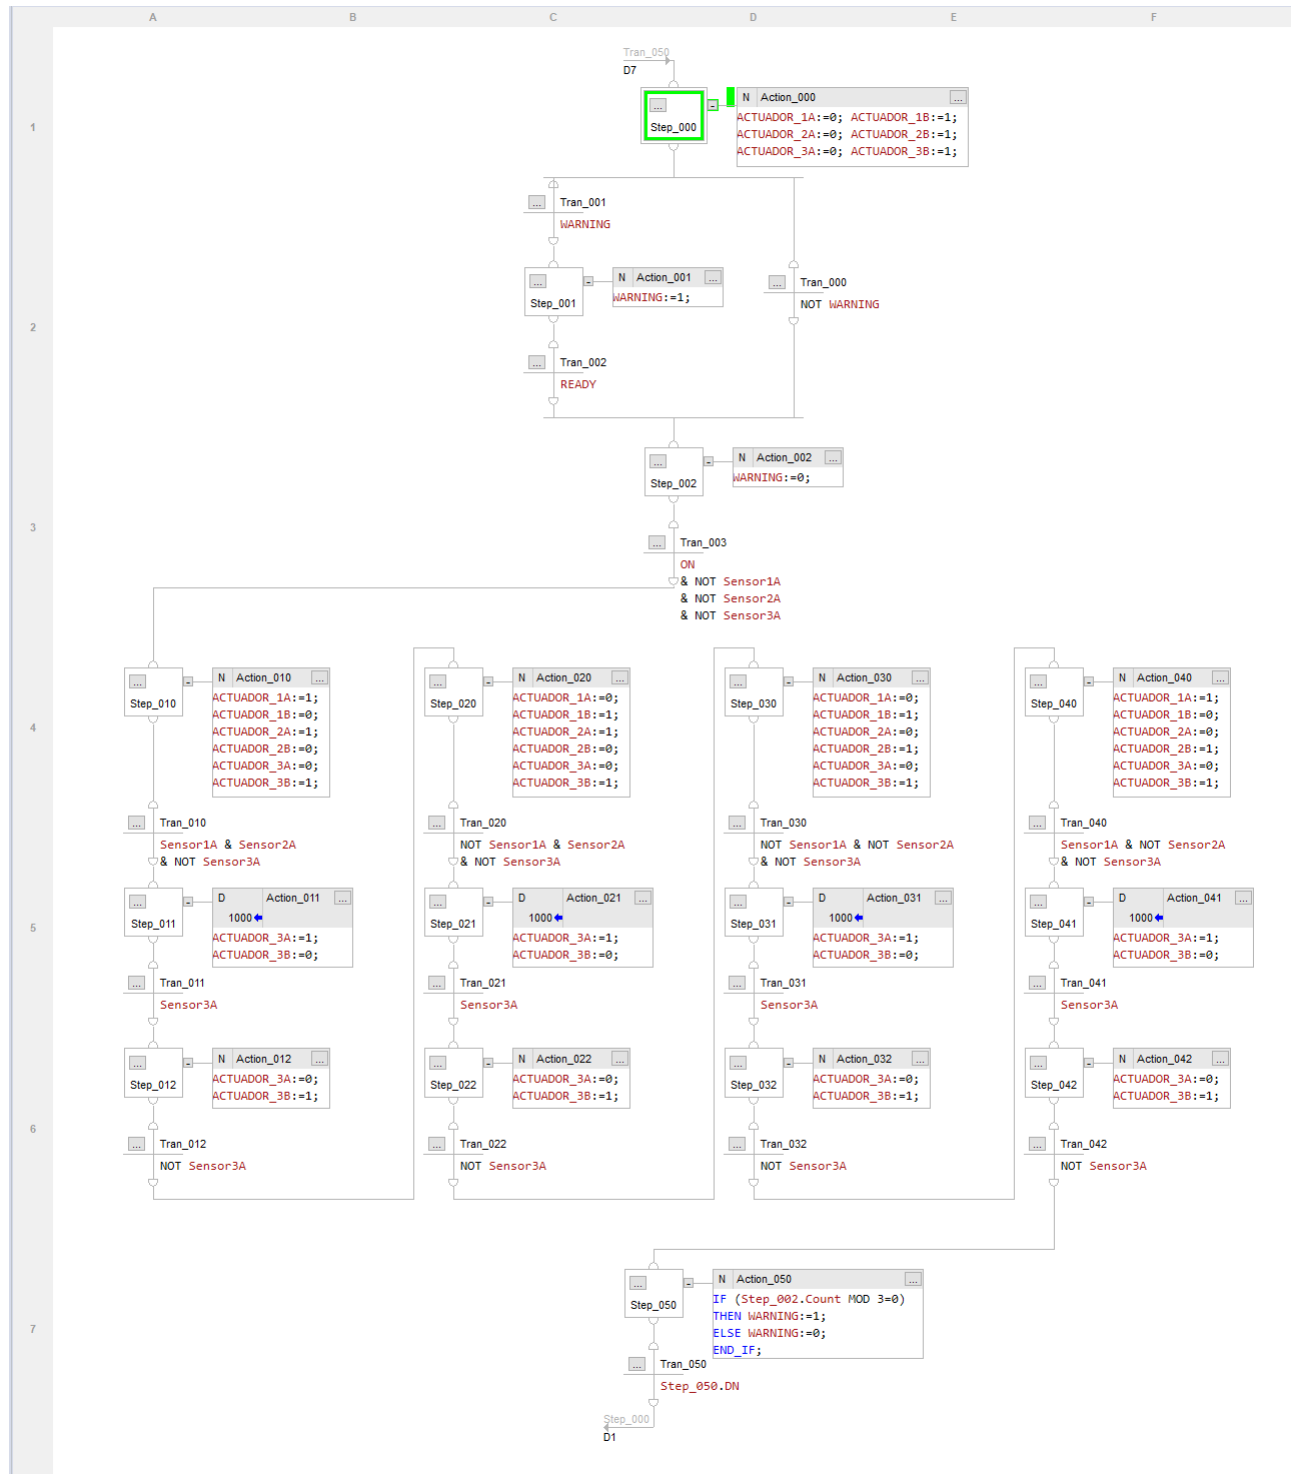 A B C D E F
Tran_050
D7
1
... Step_000
N Action_000 ...
ACTUADOR_1A:=0; ACTUADOR_1B:=1;
ACTUADOR_2A:=0; ACTUADOR_2B:=1;
ACTUADOR_3A:=0; ACTUADOR_3B:=1;
... Tran_001
WARNING
2
... Step_001
N Action_001 ...
WARNING:=1;
... Tran_000
NOT WARNING
... Tran_002
READY
... Step_002
N Action_002 ...
WARNING:=0;
3
... Tran_003
ON
& NOT Sensor1A
& NOT Sensor2A
& NOT Sensor3A
4
... Step_010
N Action_010 ...
ACTUADOR_1A:=1;
ACTUADOR_1B:=0;
ACTUADOR_2A:=1;
ACTUADOR_2B:=0;
ACTUADOR_3A:=0;
ACTUADOR_3B:=1;
... Tran_010
Sensor1A & Sensor2A
& NOT Sensor3A
5
... Step_011
D Action_011 ...
1000
ACTUADOR_3A:=1;
ACTUADOR_3B:=0;
... Tran_011
Sensor3A
6
... Step_012
N Action_012 ...
ACTUADOR_3A:=0;
ACTUADOR_3B:=1;
... Tran_012
NOT Sensor3A
... Step_020
N Action_020 ...
ACTUADOR_1A:=0;
ACTUADOR_1B:=1;
ACTUADOR_2A:=1;
ACTUADOR_2B:=0;
ACTUADOR_3A:=0;
ACTUADOR_3B:=1;
... Tran_020
NOT Sensor1A & Sensor2A
& NOT Sensor3A
... Step_021
D Action_021 ...
1000
ACTUADOR_3A:=1;
ACTUADOR_3B:=0;
... Tran_021
Sensor3A
... Step_022
N Action_022 ...
ACTUADOR_3A:=0;
ACTUADOR_3B:=1;
... Tran_022
NOT Sensor3A
... Step_030
N Action_030 ...
ACTUADOR_1A:=0;
ACTUADOR_1B:=1;
ACTUADOR_2A:=0;
ACTUADOR_2B:=1;
ACTUADOR_3A:=0;
ACTUADOR_3B:=1;
... Tran_030
NOT Sensor1A & NOT Sensor2A
& NOT Sensor3A
... Step_031
D Action_031 ...
1000
ACTUADOR_3A:=1;
ACTUADOR_3B:=0;
... Tran_031
Sensor3A
... Step_032
N Action_032 ...
ACTUADOR_3A:=0;
ACTUADOR_3B:=1;
... Tran_032
NOT Sensor3A
... Step_040
N Action_040 ...
ACTUADOR_1A:=1;
ACTUADOR_1B:=0;
ACTUADOR_2A:=0;
ACTUADOR_2B:=1;
ACTUADOR_3A:=0;
ACTUADOR_3B:=1;
... Tran_040
Sensor1A & NOT Sensor2A
& NOT Sensor3A
... Step_041
D Action_041 ...
1000
ACTUADOR_3A:=1;
ACTUADOR_3B:=0;
... Tran_041
Sensor3A
... Step_042
N Action_042 ...
ACTUADOR_3A:=0;
ACTUADOR_3B:=1;
... Tran_042
NOT Sensor3A
7
... Step_050
N Action_050 ...
IF (Step_002.Count MOD 3=0)
THEN WARNING:=1;
ELSE WARNING:=0;
END_IF;
... Tran_050
Step_050.DN
Step_000
D1